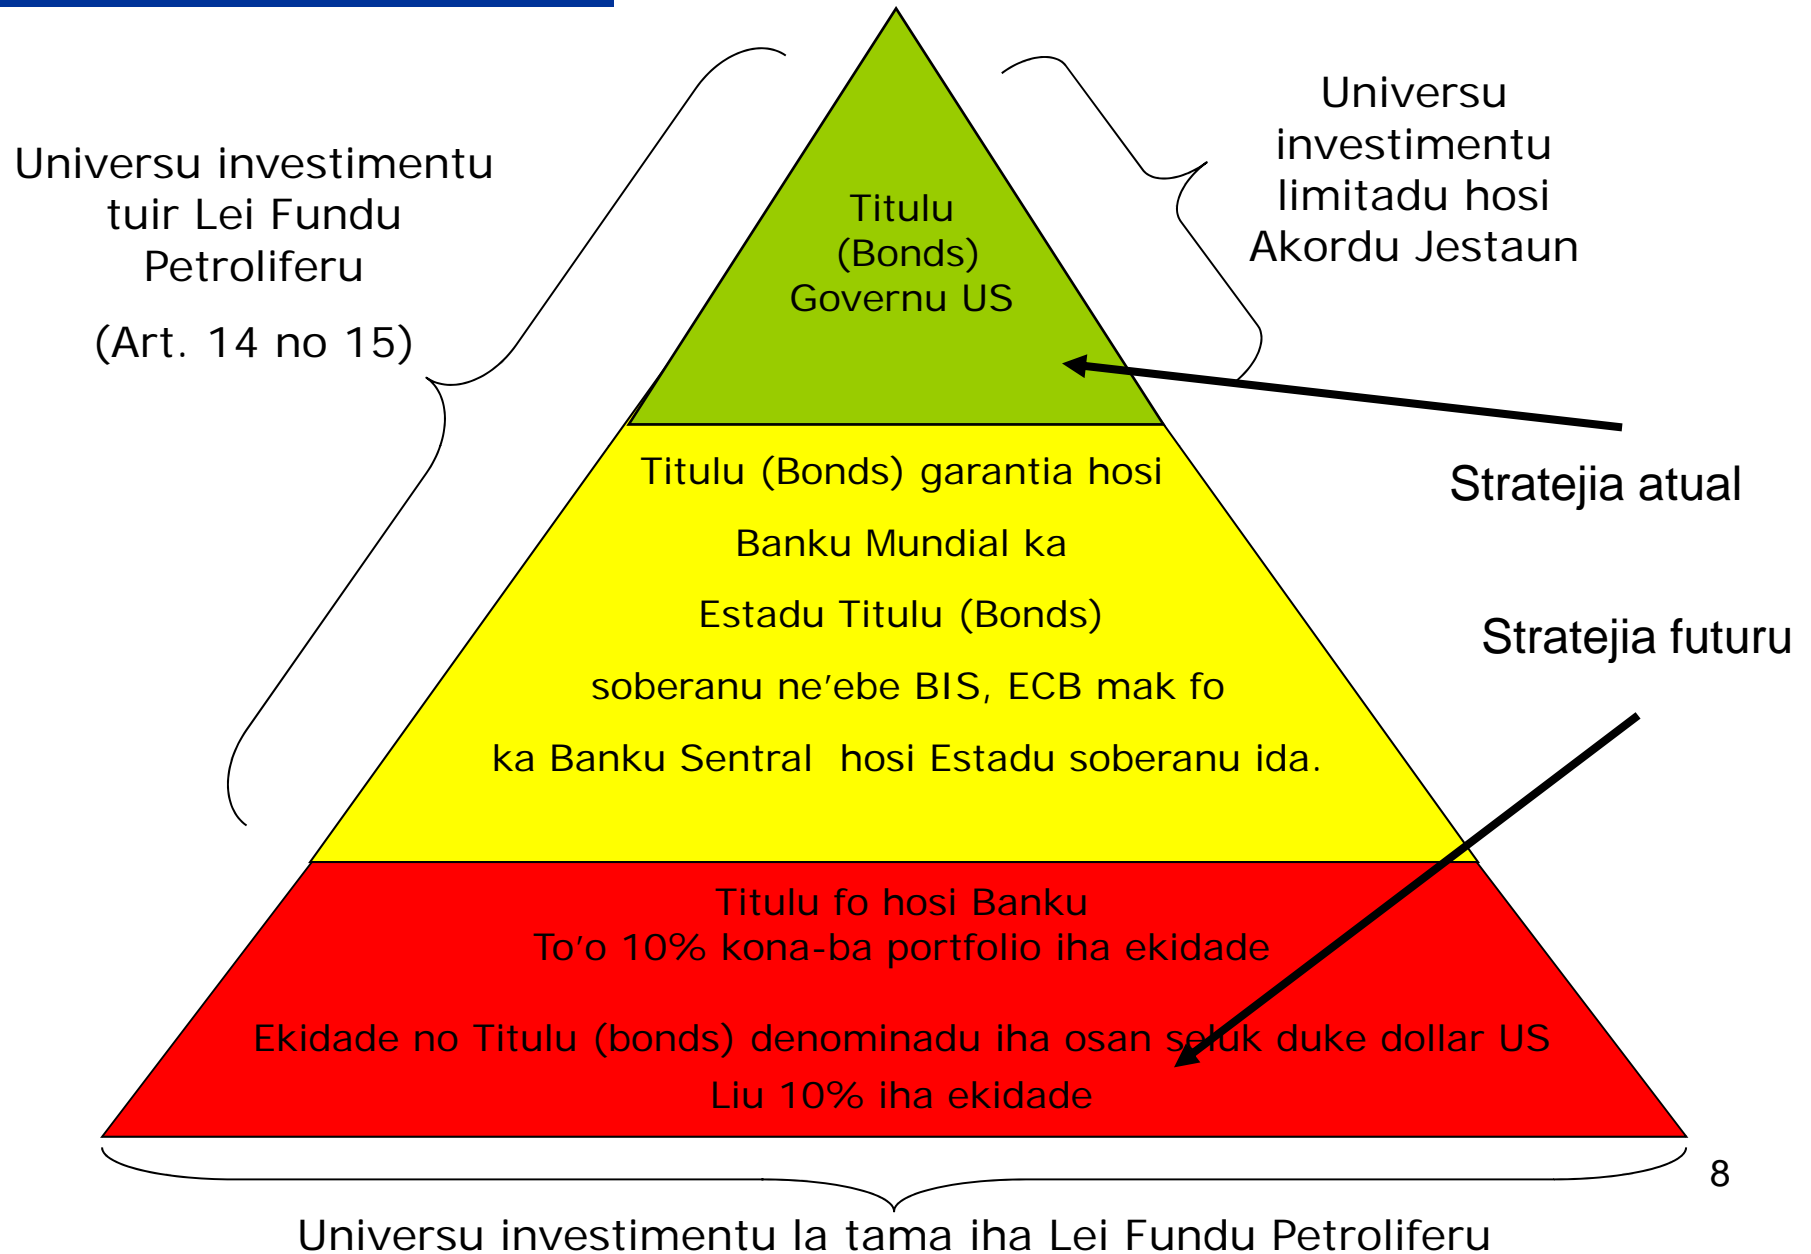 Universu investimentu
tuir Lei Fundu
Petroliferu
(Art. 14 no 15)
Universu
investimentu
limitadu hosi
Akordu Jestaun
Titulu
(Bonds)
Governu US
Stratejia atual
Titulu (Bonds) garantia hosi
Banku Mundial ka
Estadu Titulu (Bonds)
soberanu ne’ebe BIS, ECB mak fo
ka Banku Sentral hosi Estadu soberanu ida.
Stratejia futuru
Titulu fo hosi Banku
To’o 10% kona-ba portfolio iha ekidade
Ekidade no Titulu (bonds) denominadu iha osan seluk duke dollar US
Liu 10% iha ekidade
8
Universu investimentu la tama iha Lei Fundu Petroliferu